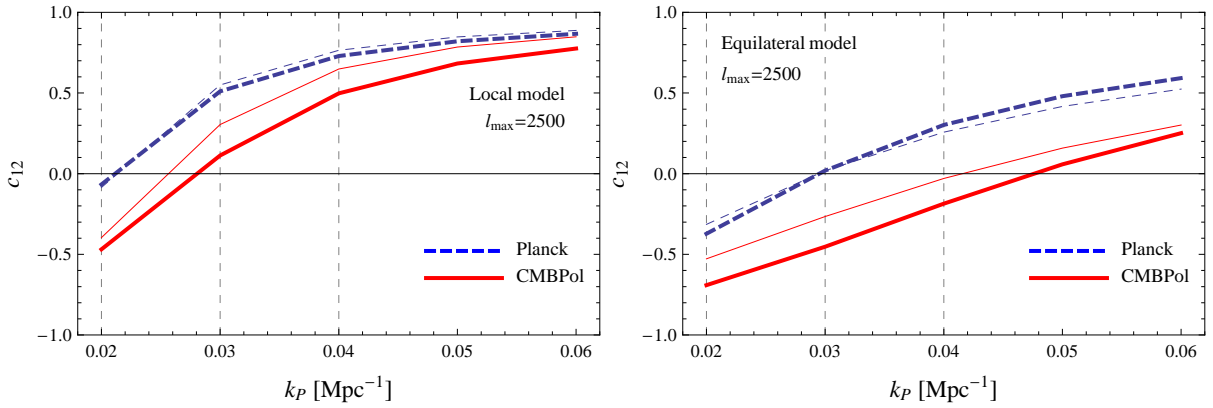 1.0
0.5
0.0
−0.5
−1.0
c₁₂
Local model
lmax=2500
Planck
CMBPol
0.02 0.03 0.04 0.05 0.06
kP [Mpc⁻¹]
1.0
0.5
0.0
−0.5
−1.0
c₁₂
Equilateral model
lmax=2500
Planck
CMBPol
0.02 0.03 0.04 0.05 0.06
kP [Mpc⁻¹]